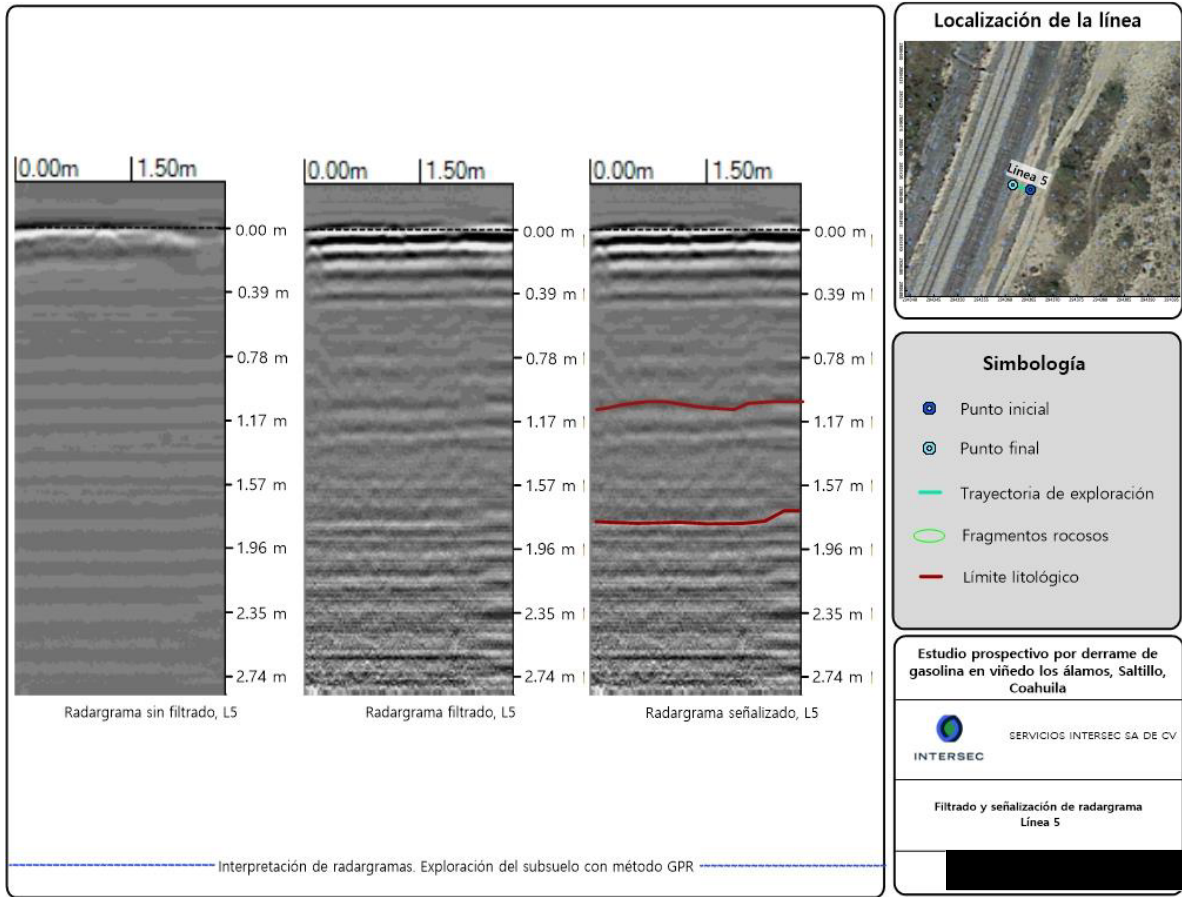 0.00m
1.50m
0.00 m
0.39 m
0.78 m
1.17 m
1.57 m
1.96 m
2.35 m
2.74 m
Radargrama sin filtrado, L5
0.00m
1.50m
0.00 m
0.39 m
0.78 m
1.17 m
1.57 m
1.96 m
2.35 m
2.74 m
Radargrama filtrado, L5
0.00m
1.50m
0.00 m
0.39 m
0.78 m
1.17 m
1.57 m
1.96 m
2.35 m
2.74 m
Radargrama señalizado, L5
Interpretación de radargramas. Exploración del subsuelo con método GPR
Localización de la línea
Línea 5
Simbología
Punto inicial
Punto final
Trayectoria de exploración
Fragmentos rocosos
Límite litológico
Estudio prospectivo por derrame de
gasolina en viñedo los álamos, Saltillo,
Coahuila
INTERSEC
SERVICIOS INTERSEC SA DE CV
Filtrado y señalización de radargrama
Línea 5